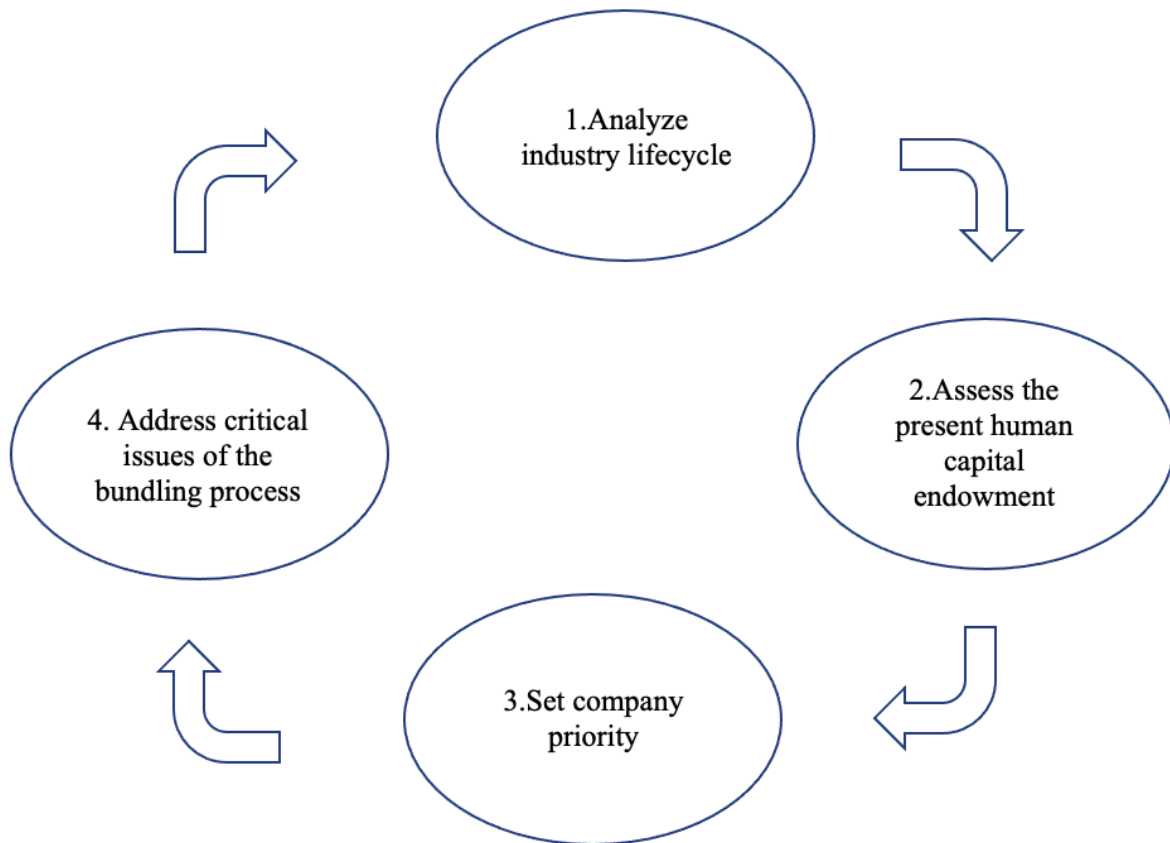 1.Analyze
industry lifecycle
2.Assess the
present human
capital
endowment
3.Set company
priority
4. Address critical
issues of the
bundling process